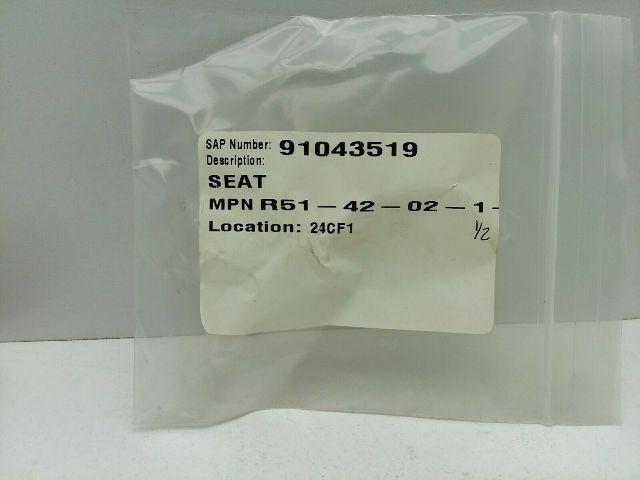 SAP Number: 91043519
Description:
SEAT
MPN R51 - 42 - 02 - 1 -
Location: 24CF1
1/2